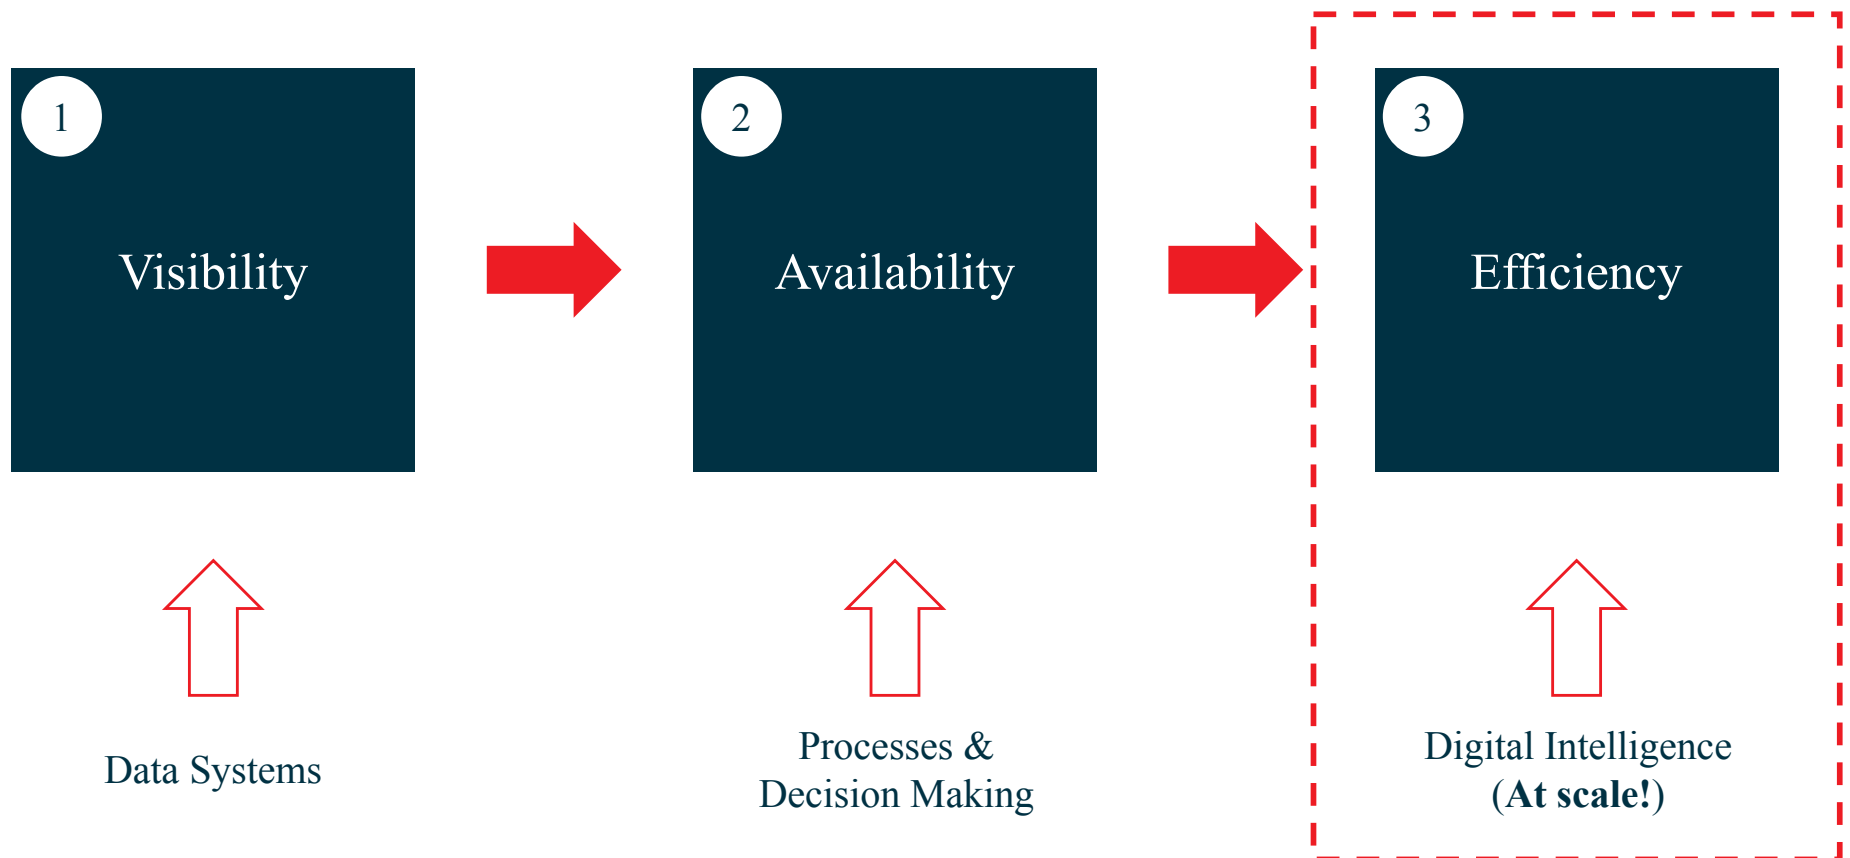 1
Visibility
2
Availability
3
Efficiency
Data Systems
Processes &
Decision Making
Digital Intelligence
(At scale!)